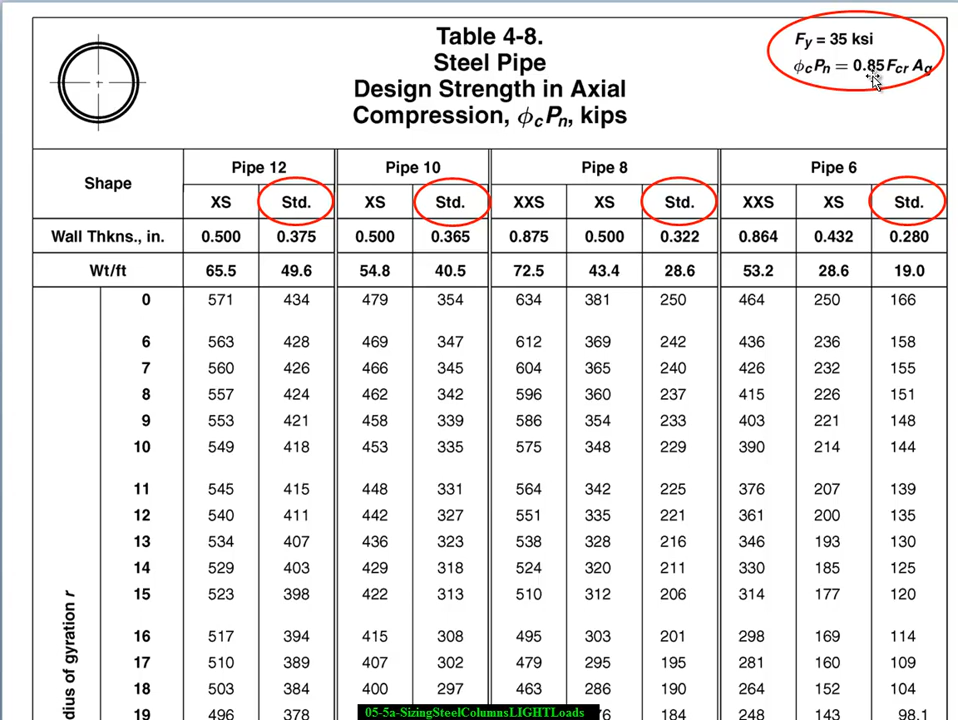 Table 4-8.
Steel Pipe
Design Strength in Axial
Compression, ϕcPn, kips
Fy = 35 ksi
ϕcPn = 0.85Fcr Ag
Shape Pipe 12 Pipe 10 Pipe 8 Pipe 6
XS Std. XS Std. XXS XS Std. XXS XS Std.
Wall Thkns., in. 0.500 0.375 0.500 0.365 0.875 0.500 0.322 0.864 0.432 0.280
Wt/ft 65.5 49.6 54.8 40.5 72.5 43.4 28.6 53.2 28.6 19.0
0 571 434 479 354 634 381 250 464 250 166
6 563 428 469 347 612 369 242 436 236 158
7 560 426 466 345 604 365 240 426 232 155
8 557 424 462 342 596 360 237 415 226 151
9 553 421 458 339 586 354 233 403 221 148
10 549 418 453 335 575 348 229 390 214 144
11 545 415 448 331 564 342 225 376 207 139
12 540 411 442 327 551 335 221 361 200 135
13 534 407 436 323 538 328 216 346 193 130
14 529 403 429 318 524 320 211 330 185 125
15 523 398 422 313 510 312 206 314 177 120
16 517 394 415 308 495 303 201 298 169 114
17 510 389 407 302 479 295 195 281 160 109
18 503 384 400 297 463 286 190 264 152 104
19 496 378 184 248 143 98.1
dius of gyration r
05-5a-SizingSteelColumnsLIGHTLoads